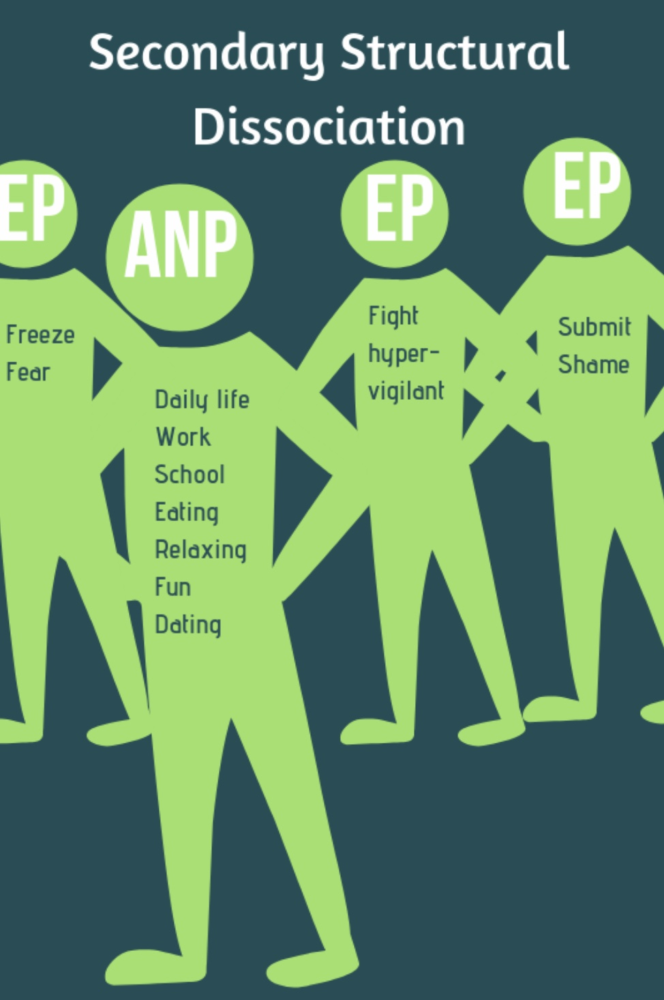 Secondary Structural
Dissociation
EP
ANP
EP
EP
Freeze
Fear
Daily life
Work
School
Eating
Relaxing
Fun
Dating
Fight
hyper-
vigilant
Submit
Shame